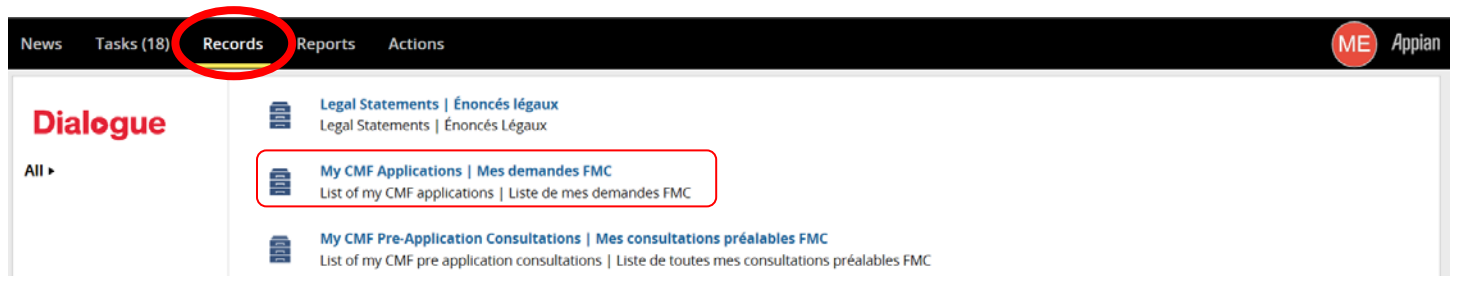 News Tasks (18) Records Reports Actions ME Appian
Dialogue
All ▸
Legal Statements | Énoncés légaux
Legal Statements | Énoncés Légaux
My CMF Applications | Mes demandes FMC
List of my CMF applications | Liste de mes demandes FMC
My CMF Pre-Application Consultations | Mes consultations préalables FMC
List of my CMF pre application consultations | Liste de toutes mes consultations préalables FMC